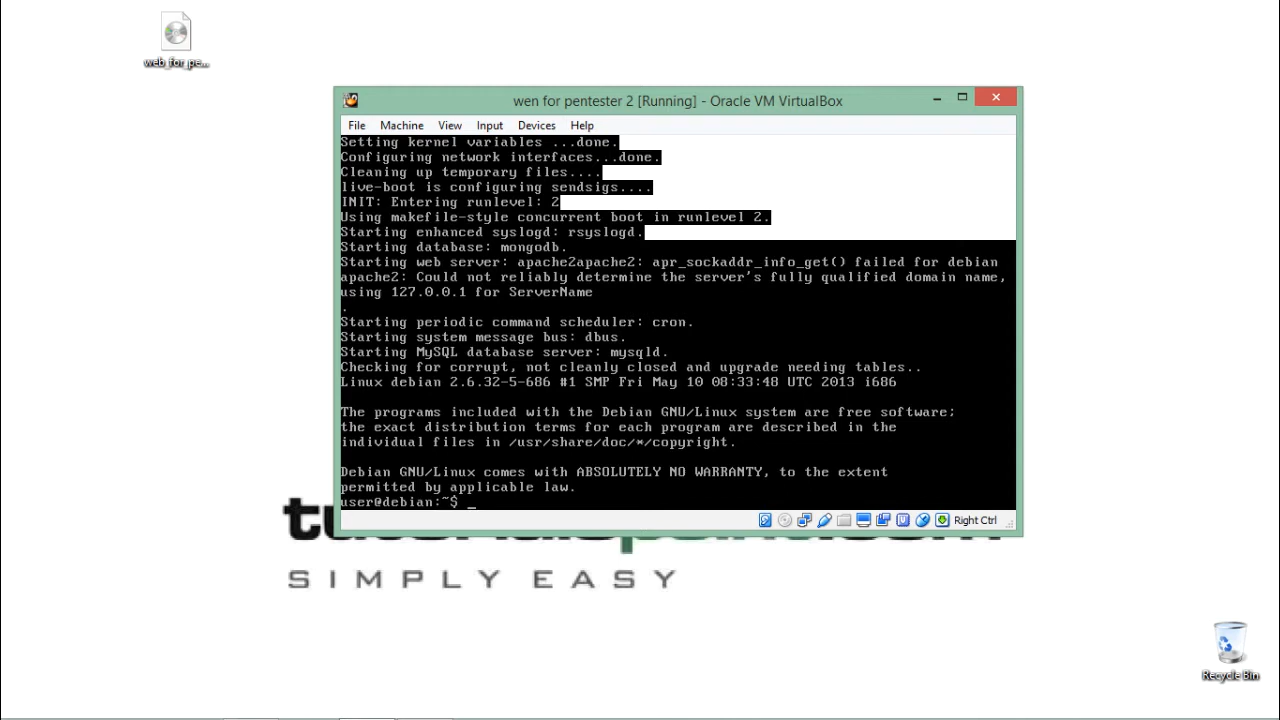 web_for_pe...
wen for pentester 2 [Running] - Oracle VM VirtualBox
File Machine View Input Devices Help
Setting kernel variables ...done.
Configuring network interfaces...done.
Cleaning up temporary files....
live-boot is configuring sendsigs....
INIT: Entering runlevel: 2
Using makefile-style concurrent boot in runlevel 2.
Starting enhanced syslogd: rsyslogd.
Starting database: mongodb.
Starting web server: apache2apache2: apr_sockaddr_info_get() failed for debian
apache2: Could not reliably determine the server's fully qualified domain name,
using 127.0.0.1 for ServerName
.
Starting periodic command scheduler: cron.
Starting system message bus: dbus.
Starting MySQL database server: mysqld.
Checking for corrupt, not cleanly closed and upgrade needing tables..
Linux debian 2.6.32-5-686 #1 SMP Fri May 10 08:33:48 UTC 2013 i686
The programs included with the Debian GNU/Linux system are free software;
the exact distribution terms for each program are described in the
individual files in /usr/share/doc/*/copyright.
Debian GNU/Linux comes with ABSOLUTELY NO WARRANTY, to the extent
permitted by applicable law.
user@debian:~$ _
Right Ctrl
SIMPLY EASY
Recycle Bin